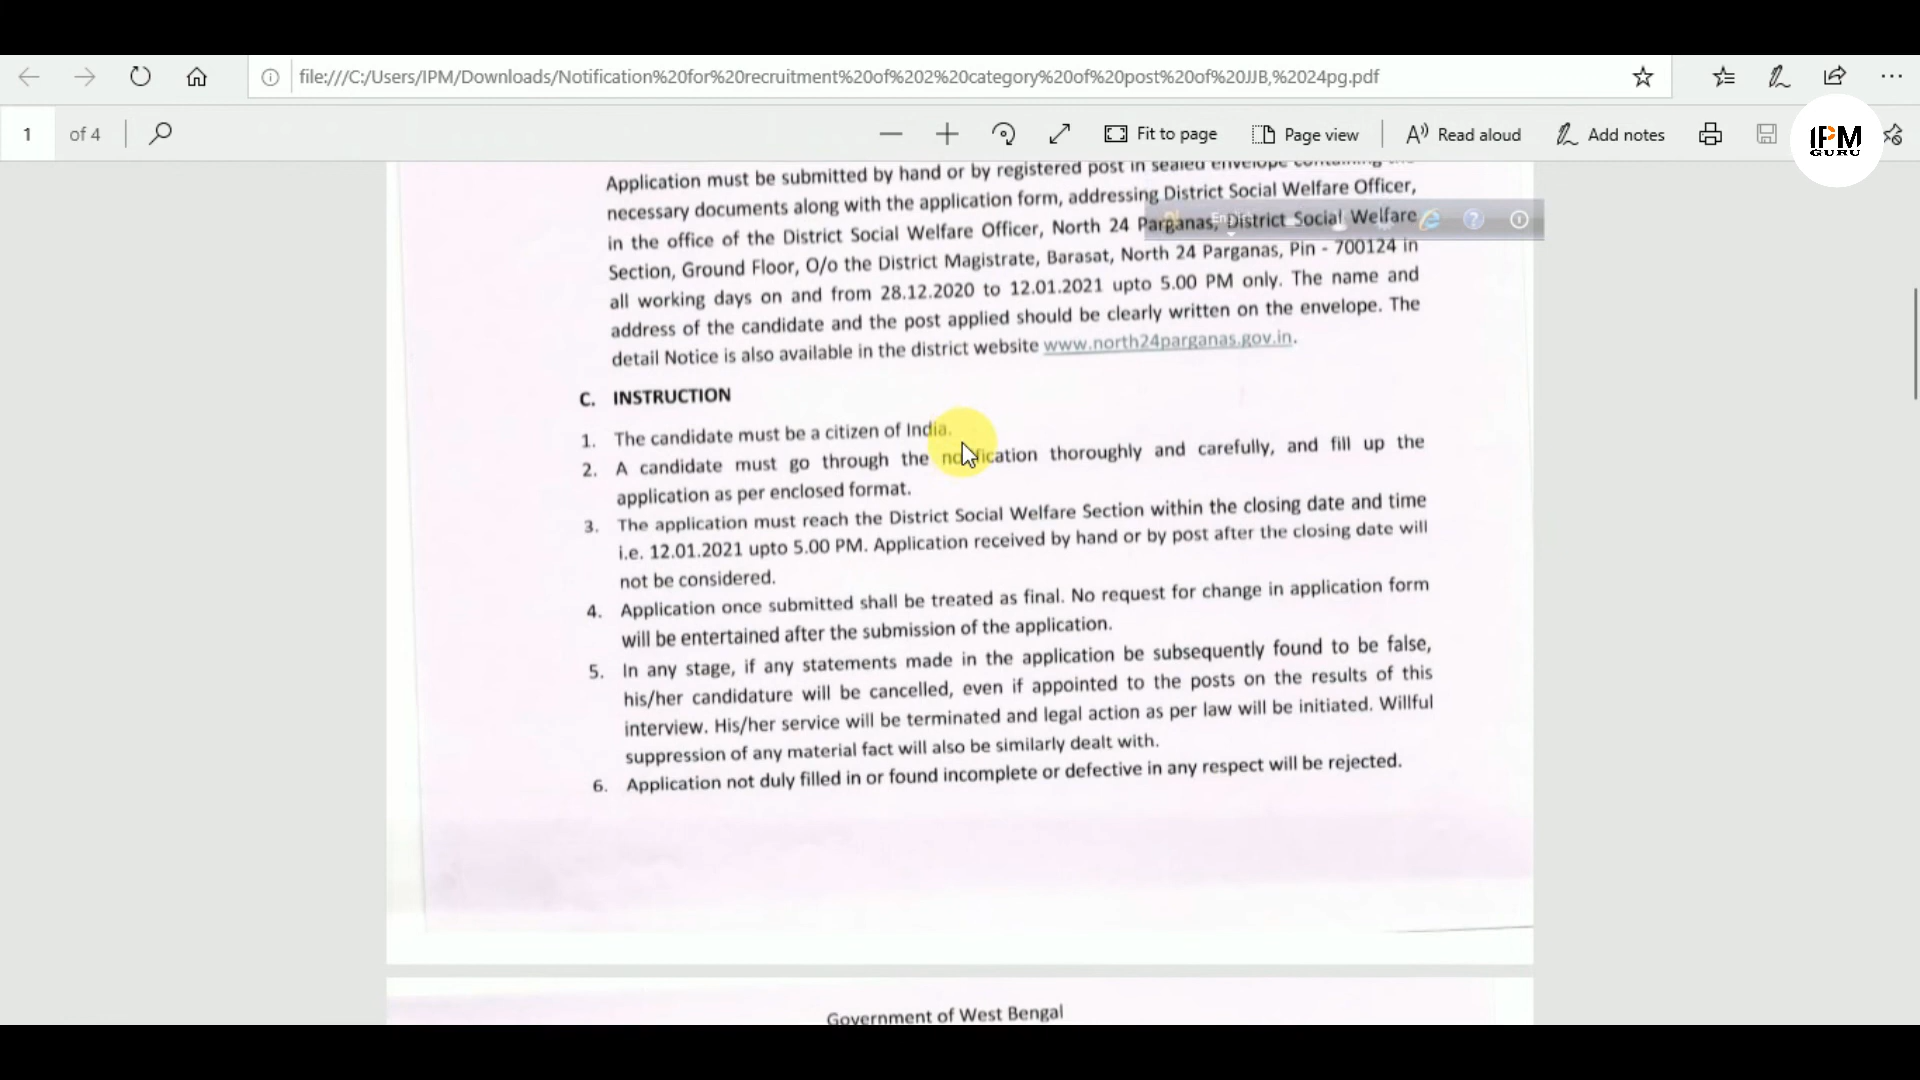 file:///C:/Users/IPM/Downloads/Notification%20for%20recruitment%20of%202%20category%20of%20post%20of%20JJB,%2024pg.pdf
1 of 4 Fit to page Page view Read aloud Add notes
IPM
GURU
Application must be submitted by hand or by registered post in sealed envelope containing
necessary documents along with the application form, addressing District Social Welfare Officer,
in the office of the District Social Welfare Officer, North 24 Parganas, District Social Welfare
Section, Ground Floor, O/o the District Magistrate, Barasat, North 24 Parganas, Pin - 700124 in
all working days on and from 28.12.2020 to 12.01.2021 upto 5.00 PM only. The name and
address of the candidate and the post applied should be clearly written on the envelope. The
detail Notice is also available in the district website www.north24parganas.gov.in.
C. INSTRUCTION
1. The candidate must be a citizen of India.
2. A candidate must go through the notification thoroughly and carefully, and fill up the
application as per enclosed format.
3. The application must reach the District Social Welfare Section within the closing date and time
i.e. 12.01.2021 upto 5.00 PM. Application received by hand or by post after the closing date will
not be considered.
4. Application once submitted shall be treated as final. No request for change in application form
will be entertained after the submission of the application.
5. In any stage, if any statements made in the application be subsequently found to be false,
his/her candidature will be cancelled, even if appointed to the posts on the results of this
interview. His/her service will be terminated and legal action as per law will be initiated. Willful
suppression of any material fact will also be similarly dealt with.
6. Application not duly filled in or found incomplete or defective in any respect will be rejected.
Government of West Bengal